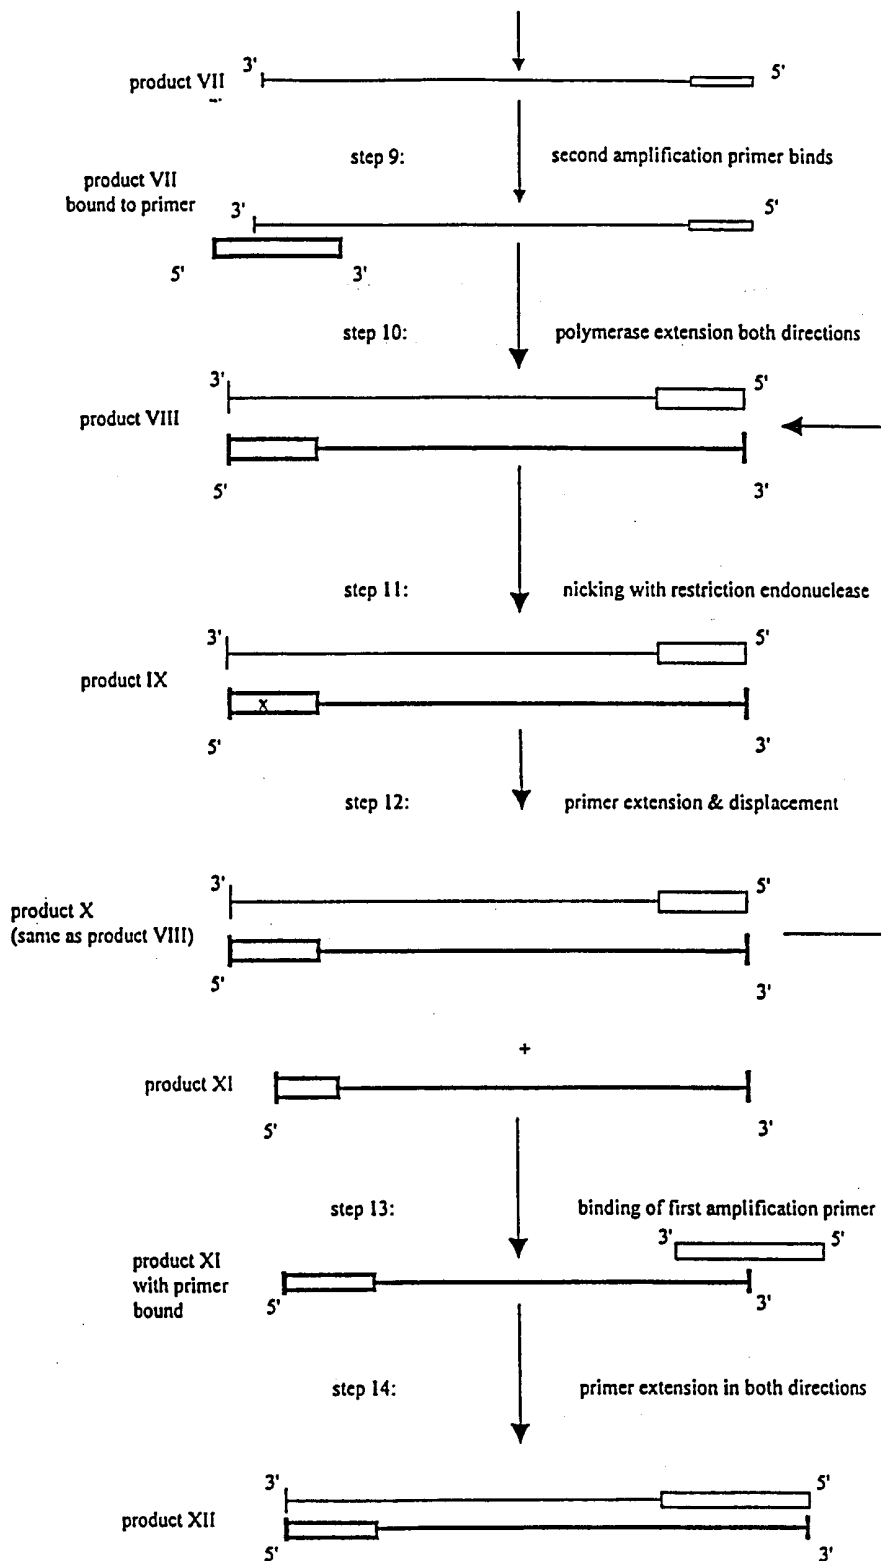 3'
5'
product VII
step 9:
second amplification primer binds
product VII
bound to primer
3'
5'
5'
3'
step 10:
polymerase extension both directions
3'
5'
product VIII
5'
3'
step 11:
nicking with restriction endonuclease
3'
5'
product IX
x
5'
3'
step 12:
primer extension & displacement
3'
5'
product X
(same as product VIII)
5'
3'
+
product XI
5'
3'
step 13:
binding of first amplification primer
3'
5'
product XI
with primer
bound
5'
3'
step 14:
primer extension in both directions
3'
5'
product XII
5'
3'